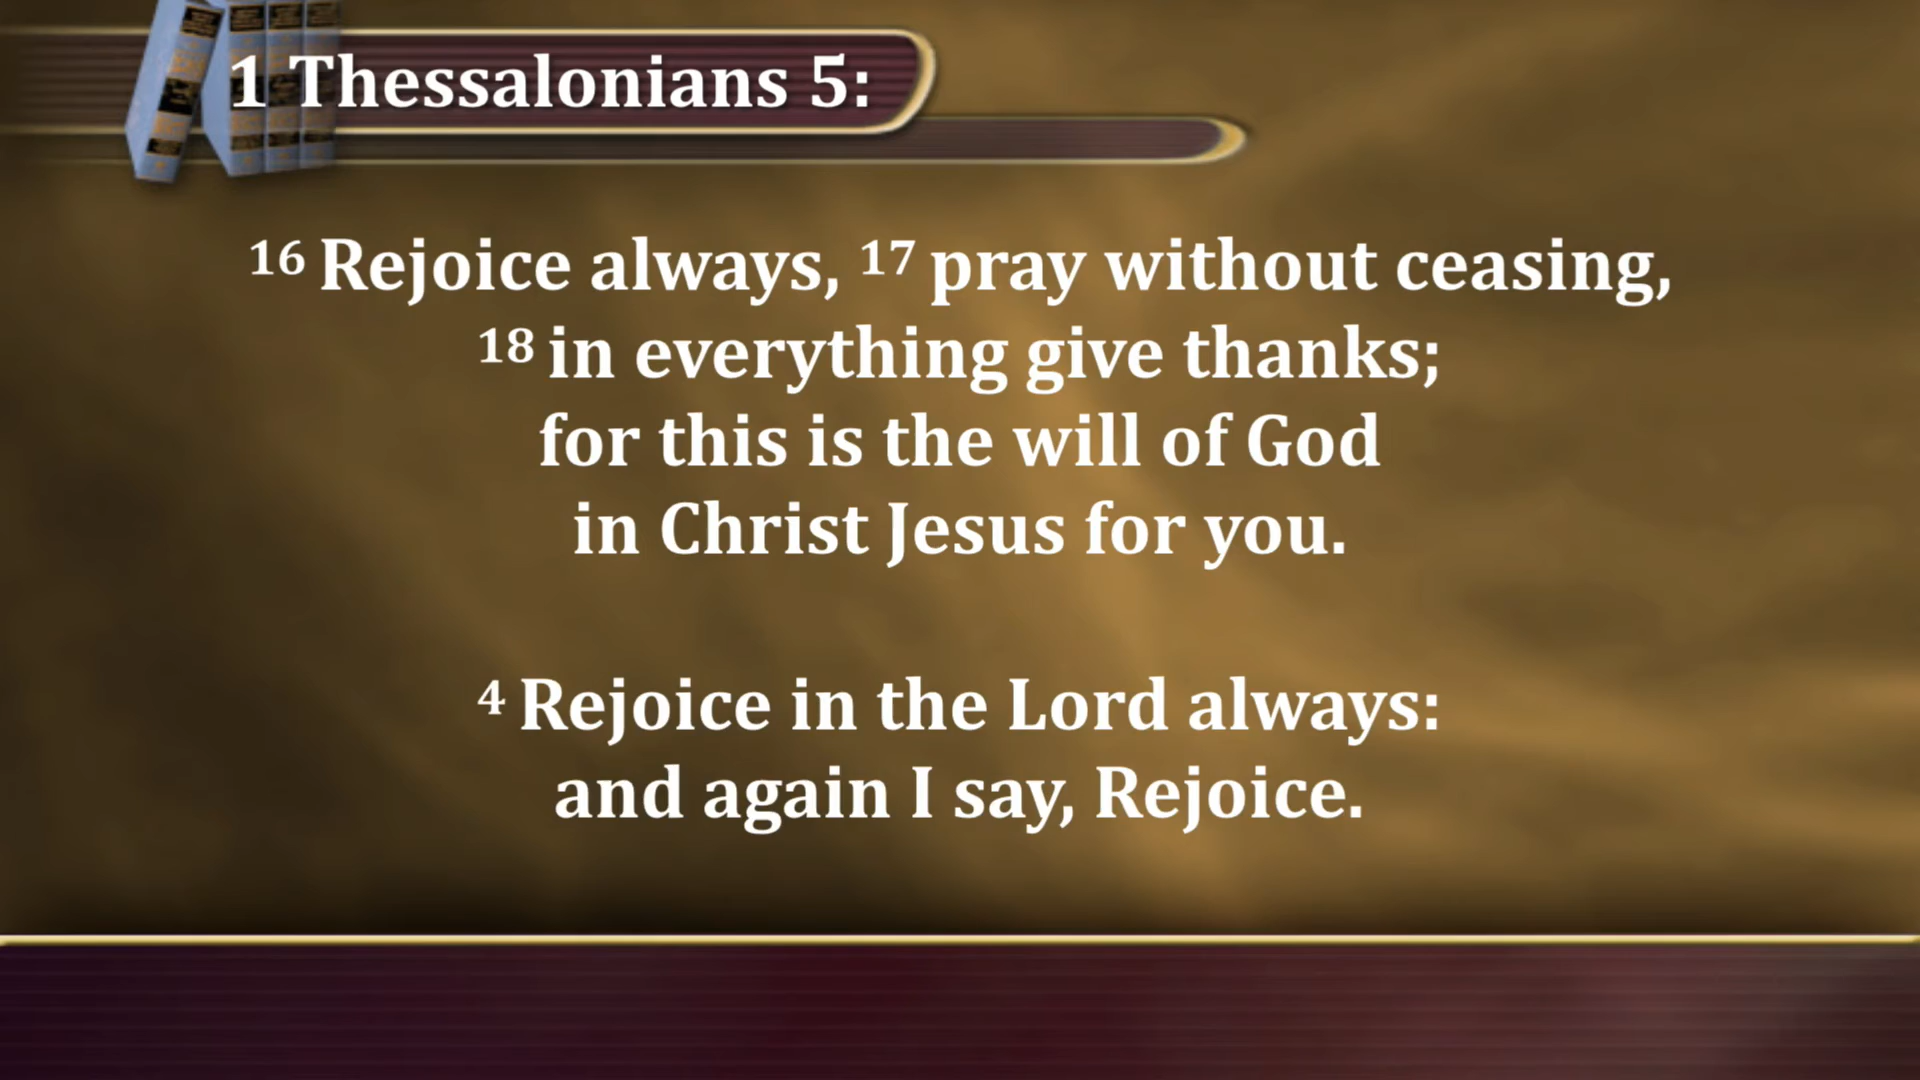 1 Thessalonians 5:
16 Rejoice always, 17 pray without ceasing,
18 in everything give thanks;
for this is the will of God
in Christ Jesus for you.
4 Rejoice in the Lord always:
and again I say, Rejoice.